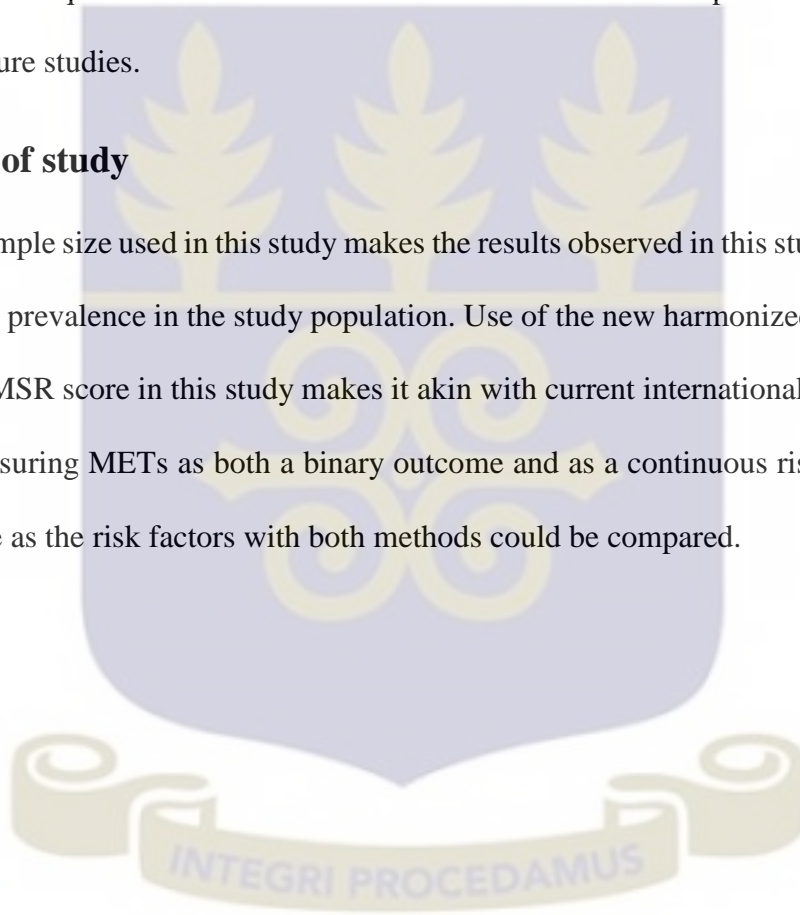 ure studies.
of study
mple size used in this study makes the results observed in this stu
prevalence in the study population. Use of the new harmonized
MSR score in this study makes it akin with current international
suring METs as both a binary outcome and as a continuous ris
e as the risk factors with both methods could be compared.
INTEGRI PROCEDAMUS